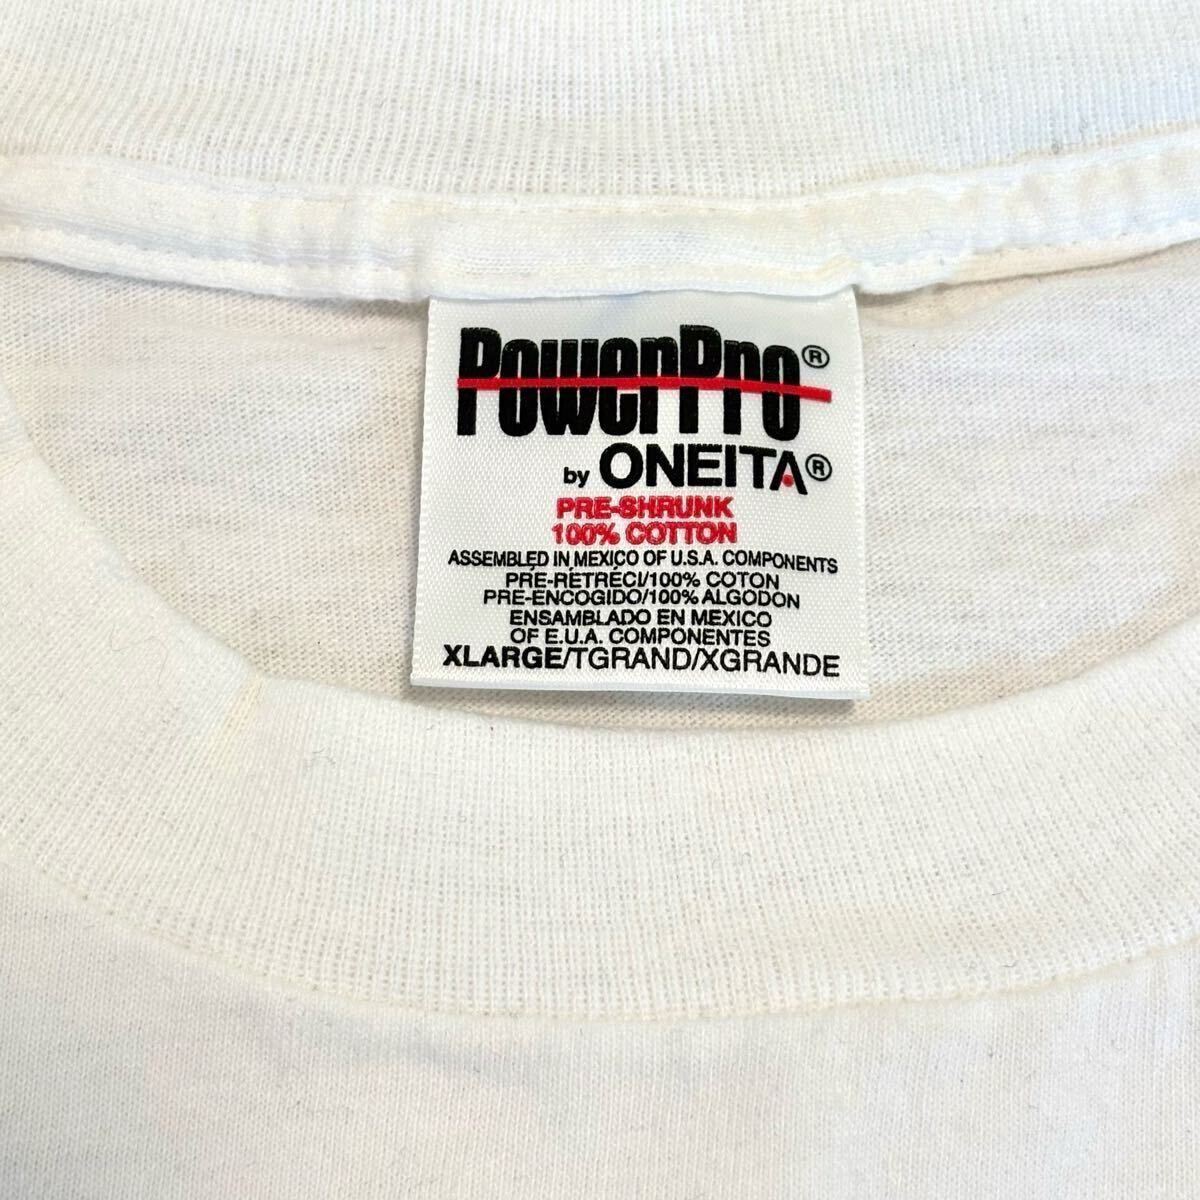 PowerPro®
by ONEITA®
PRE-SHRUNK
100% COTTON
ASSEMBLED IN MEXICO OF U.S.A. COMPONENTS
PRÉ-RÉTRÉCI/100% COTON
PRE-ENCOGIDO/100% ALGODON
ENSAMBLADO EN MEXICO
OF E.U.A. COMPONENTES
XLARGE/TGRAND/XGRANDE